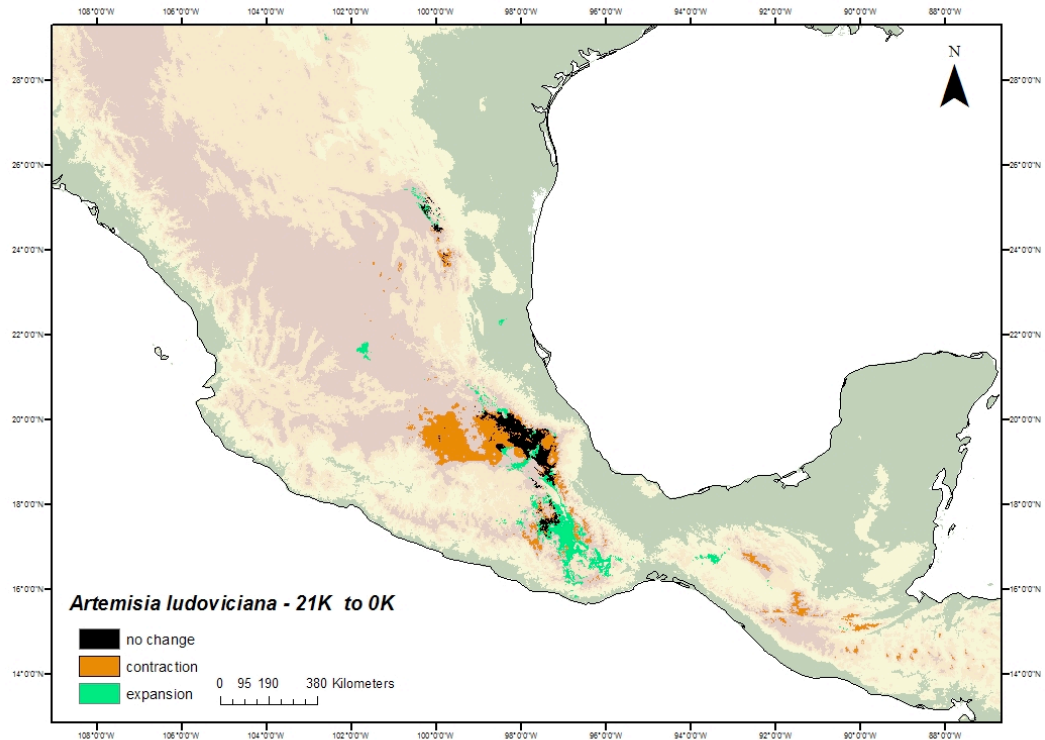 108°0'0"W 106°0'0"W 104°0'0"W 102°0'0"W 100°0'0"W 98°0'0"W 96°0'0"W 94°0'0"W 92°0'0"W 90°0'0"W 88°0'0"W
N
28°0'0"N 28°0'0"N
26°0'0"N 26°0'0"N
24°0'0"N 24°0'0"N
22°0'0"N 22°0'0"N
20°0'0"N 20°0'0"N
18°0'0"N 18°0'0"N
16°0'0"N 16°0'0"N
Artemisia ludoviciana - 21K to 0K
no change
contraction
14°0'0"N 14°0'0"N
expansion
0 95 190 380 Kilometers
108°0'0"W 106°0'0"W 104°0'0"W 102°0'0"W 100°0'0"W 98°0'0"W 96°0'0"W 94°0'0"W 92°0'0"W 90°0'0"W 88°0'0"W